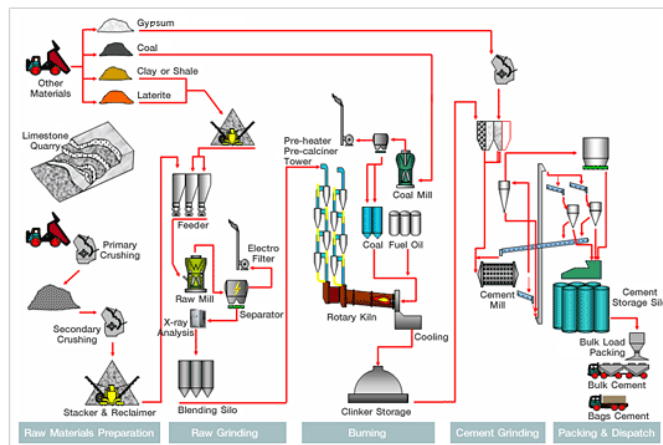 Gypsum
Coal
Clay or Shale
Laterite
Other
Materials
Limestone
Quarry
Primary
Crushing
Secondary
Crushing
Stacker & Reclaimer
Feeder
Raw Mill
Electro
Filter
Separator
X-ray
Analysis
Blending Silo
Pre-heater
Pre-calciner
Tower
Coal Mill
Coal
Fuel Oil
Rotary Kiln
Cooling
Clinker Storage
Cement
Mill
Cement
Storage Silo
Bulk Load
Packing
Bulk Cement
Bags Cement
Raw Materials Preparation
Raw Grinding
Burning
Cement Grinding
Packing & Dispatch